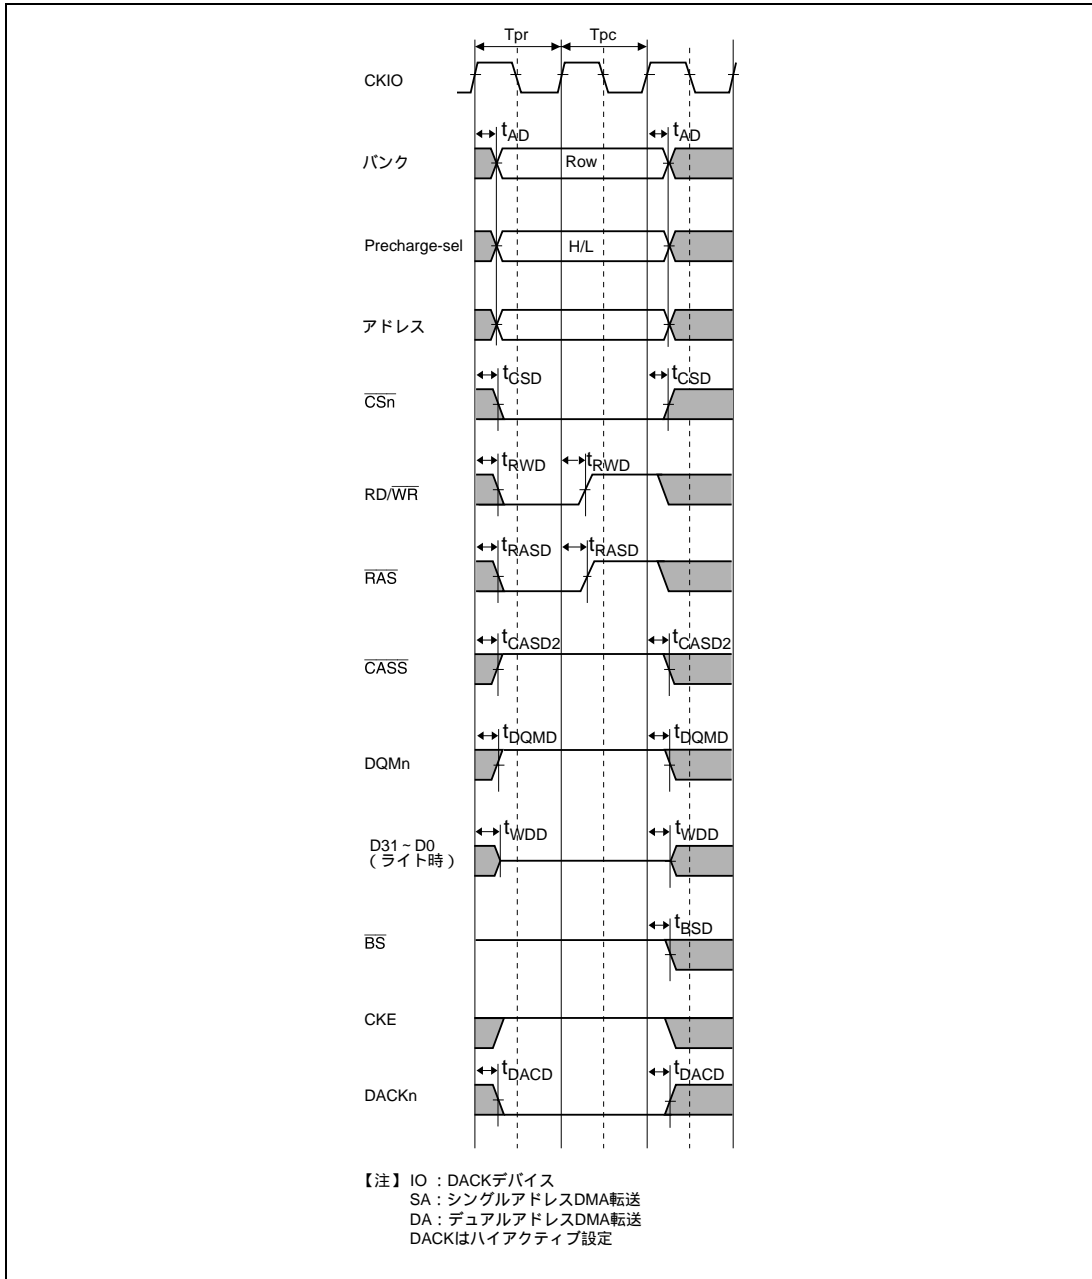 Tpr Tpc
CKIO
tAD tAD
バンク Row
Precharge-sel H/L
アドレス
tCSD tCSD
CSn
tRWD tRWD
RD/WR
tRASD tRASD
RAS
tCASD2 tCASD2
CASS
tDQMD tDQMD
DQMn
tWDD tWDD
D31～D0
（ライト時）
tBSD
BS
CKE
tDACD tDACD
DACKn
【注】IO ：DACKデバイス
SA：シングルアドレスDMA転送
DA：デュアルアドレスDMA転送
DACKはハイアクティブ設定